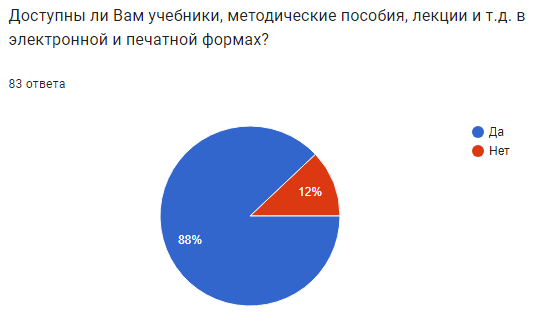 Доступны ли Вам учебники, методические пособия, лекции и т.д. в
электронной и печатной формах?
83 ответа
Да
Нет
12%
88%